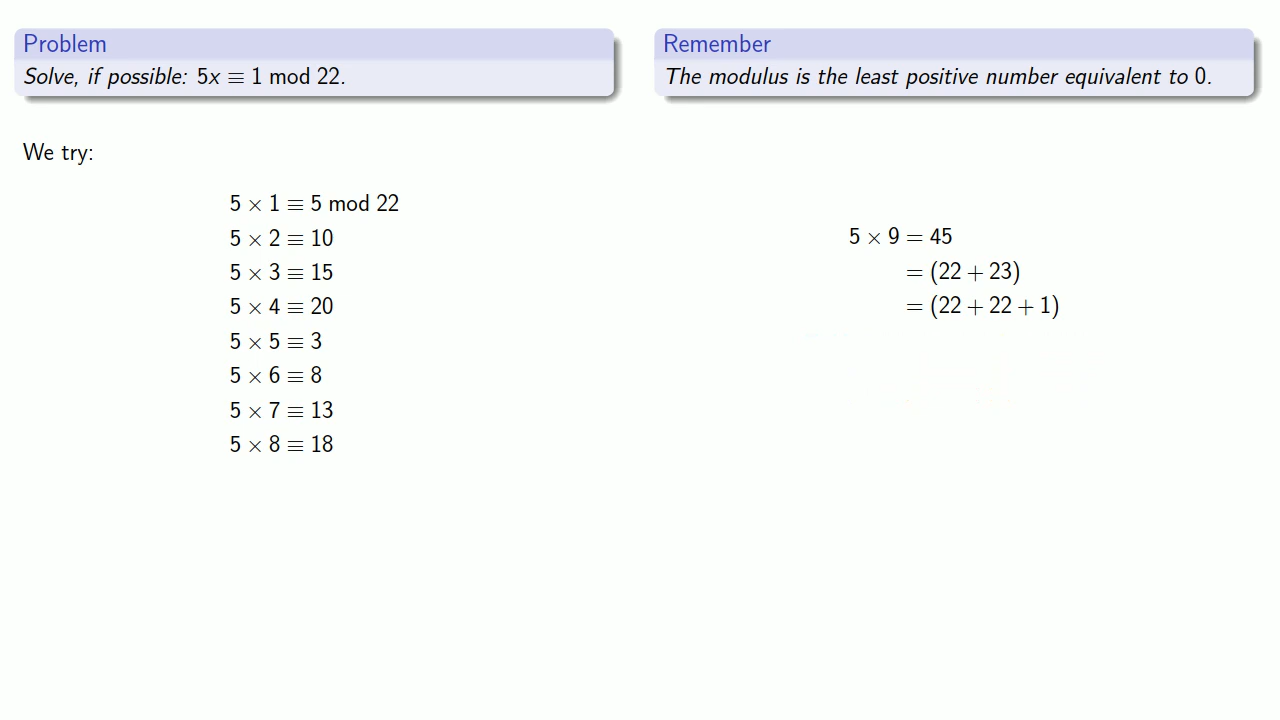 Problem
Solve, if possible: 5x ≡ 1 mod 22.
Remember
The modulus is the least positive number equivalent to 0.
We try:
5 × 1 ≡ 5 mod 22
5 × 2 ≡ 10
5 × 3 ≡ 15
5 × 4 ≡ 20
5 × 5 ≡ 3
5 × 6 ≡ 8
5 × 7 ≡ 13
5 × 8 ≡ 18
5 × 9 = 45
= (22 + 23)
= (22 + 22 + 1)